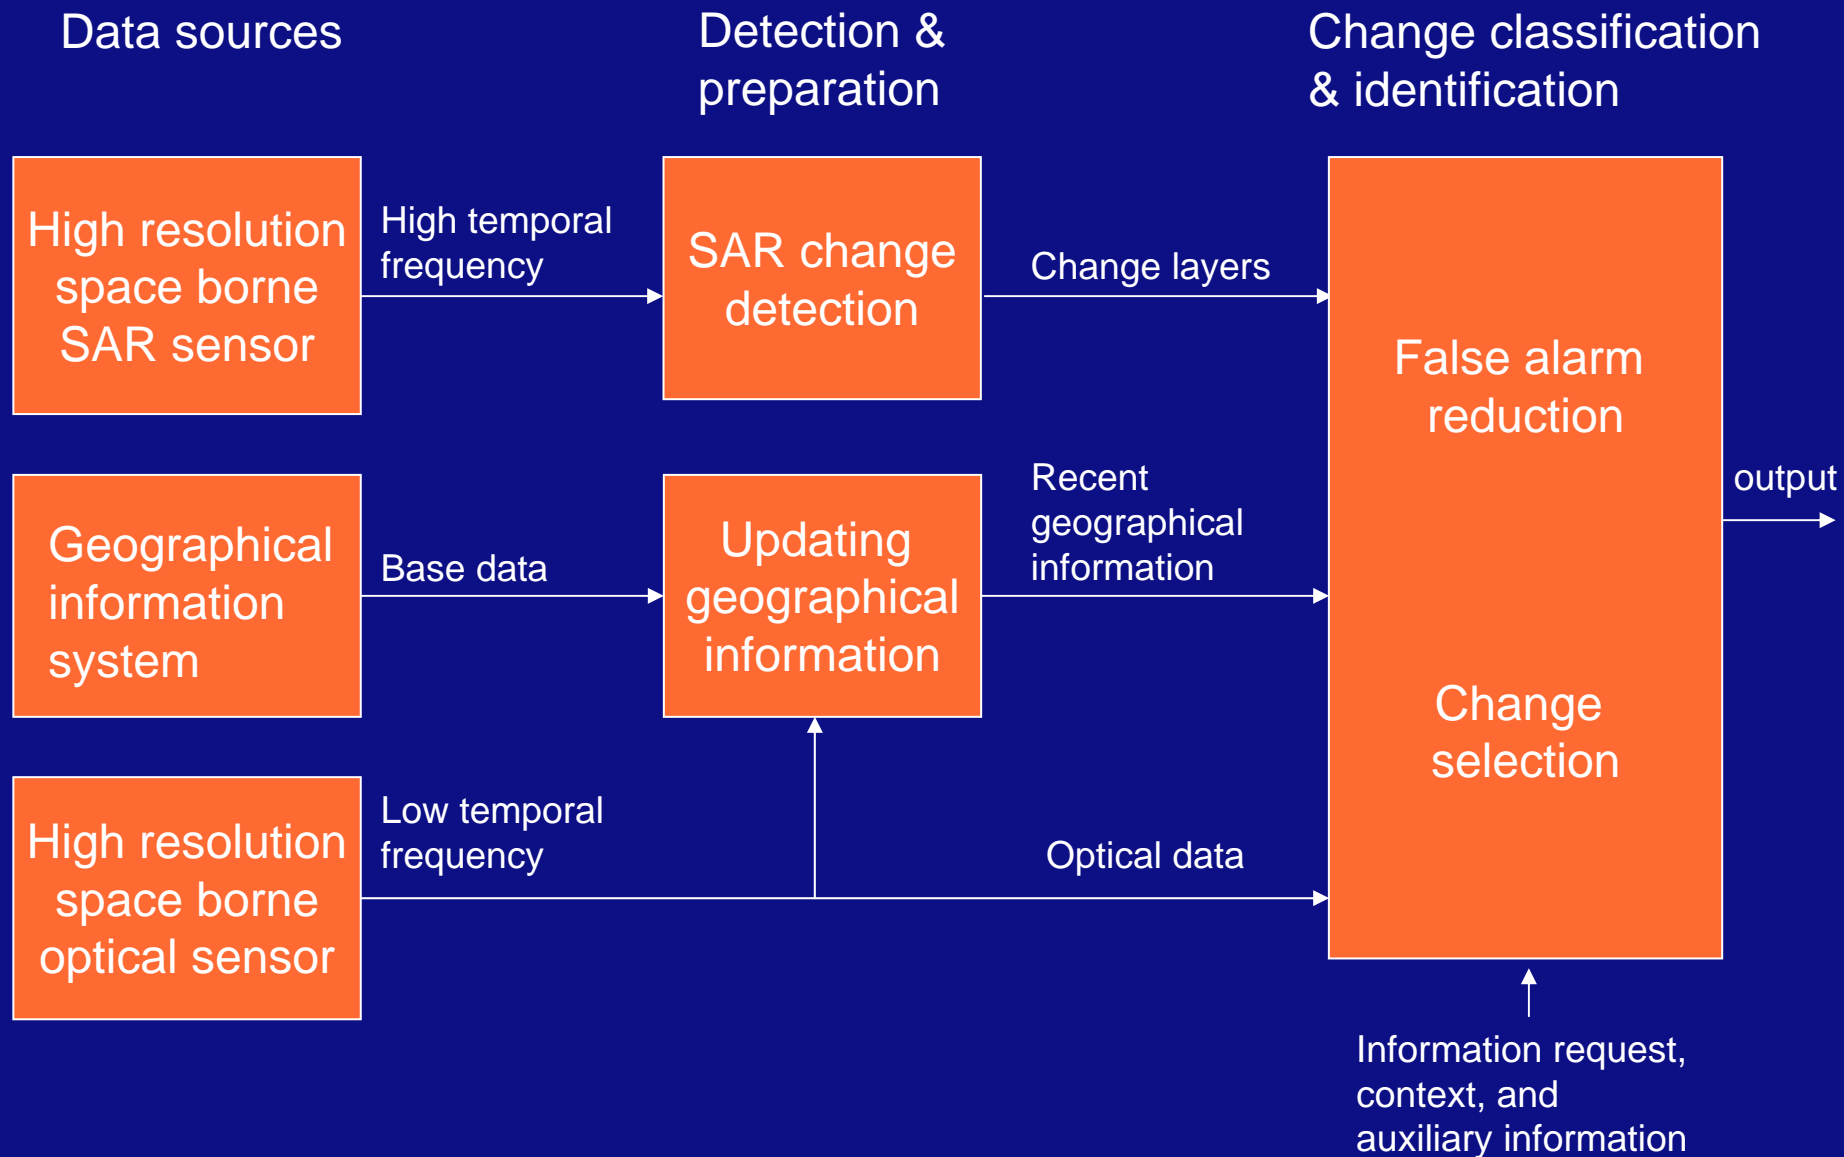 Data sources
Detection &
preparation
Change classification
& identification
High resolution
space borne
SAR sensor
High temporal
frequency
SAR change
detection
Change layers
False alarm
reduction
Change
selection
output
Geographical
information
system
Base data
Updating
geographical
information
Recent
geographical
information
High resolution
space borne
optical sensor
Low temporal
frequency
Optical data
Information request,
context, and
auxiliary information